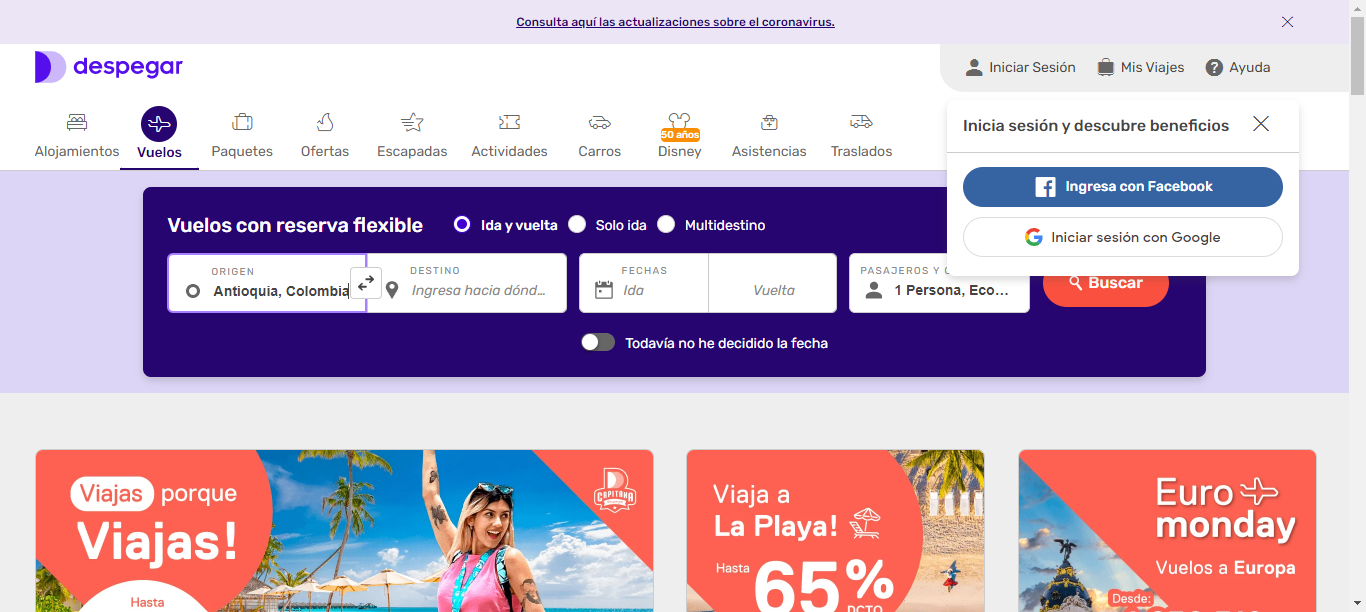 Consulta aquí las actualizaciones sobre el coronavirus.
despegar
Iniciar Sesión
Mis Viajes
? Ayuda
Alojamientos
Vuelos
Paquetes
Ofertas
Escapadas
Actividades
Carros
50 años
Disney
Asistencias
Traslados
Inicia sesión y descubre beneficios
Ingresa con Facebook
Iniciar sesión con Google
Vuelos con reserva flexible
Ida y vuelta
Solo ida
Multidestino
ORIGEN
Antioquia, Colombia
DESTINO
Ingresa hacia dónd...
FECHAS
Ida
Vuelta
PASAJEROS Y
1 Persona, Eco...
Buscar
Todavía no he decidido la fecha
Viajas porque
Viajas!
Hasta
CAPITANA
Viaja a
La Playa!
Hasta
65%
DCTO
Euro
monday
Vuelos a Europa
Desde: